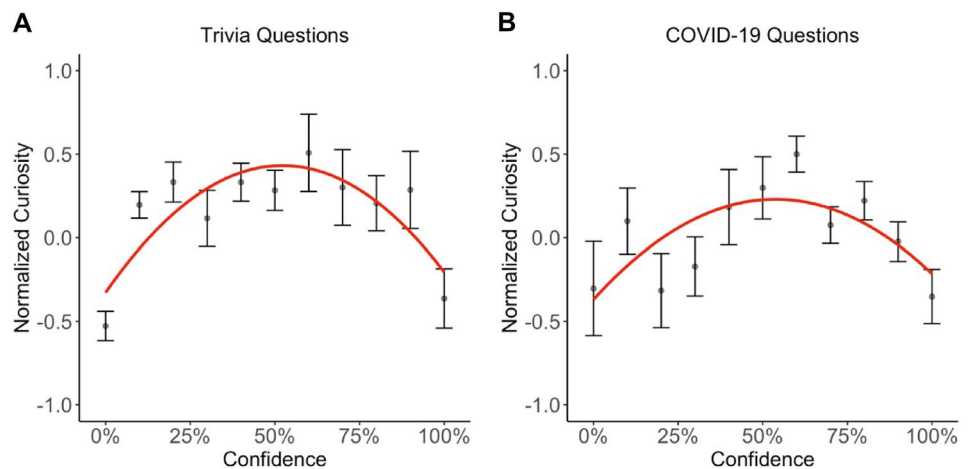 A
Trivia Questions
Normalized Curiosity
1.0
0.5
0.0
-0.5
-1.0
0% 25% 50% 75% 100%
Confidence
B
COVID-19 Questions
Normalized Curiosity
1.0
0.5
0.0
-0.5
-1.0
0% 25% 50% 75% 100%
Confidence